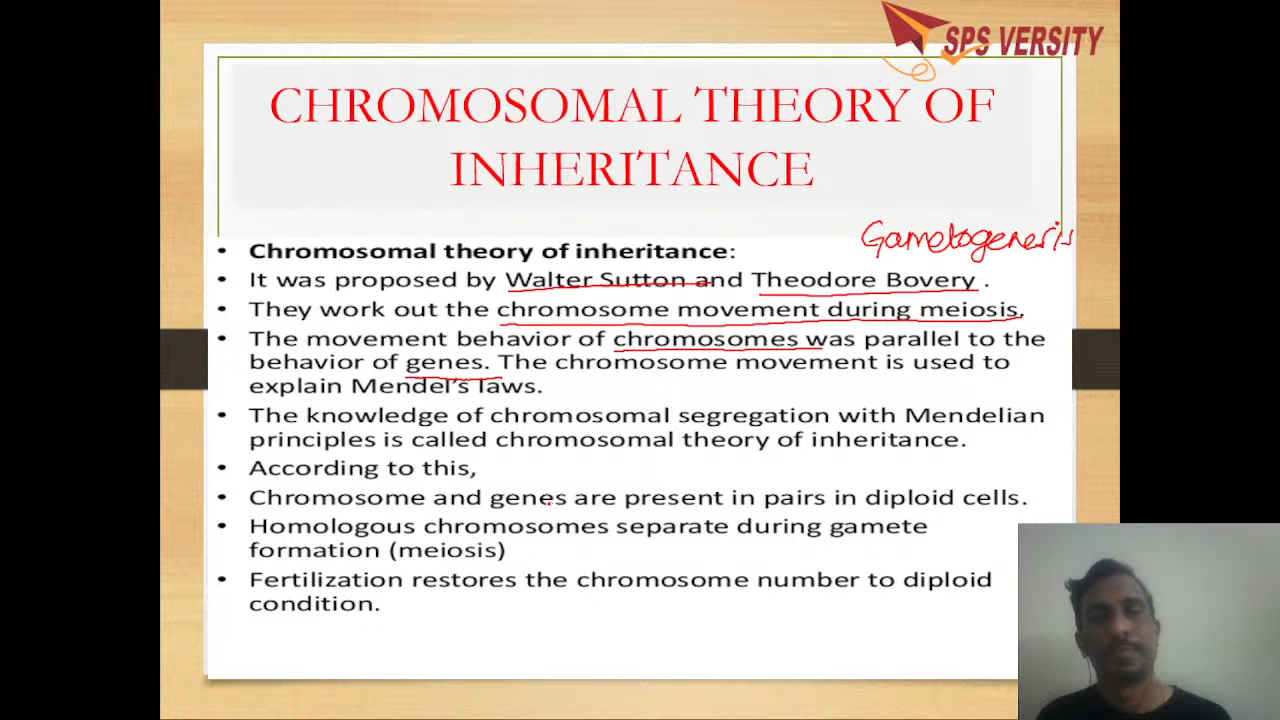 SPS VERSITY
CHROMOSOMAL THEORY OF
INHERITANCE
Gametogenesis
• Chromosomal theory of inheritance:
• It was proposed by Walter Sutton and Theodore Bovery .
• They work out the chromosome movement during meiosis.
• The movement behavior of chromosomes was parallel to the
behavior of genes. The chromosome movement is used to
explain Mendel's laws.
• The knowledge of chromosomal segregation with Mendelian
principles is called chromosomal theory of inheritance.
• According to this,
• Chromosome and genes are present in pairs in diploid cells.
• Homologous chromosomes separate during gamete
formation (meiosis)
• Fertilization restores the chromosome number to diploid
condition.